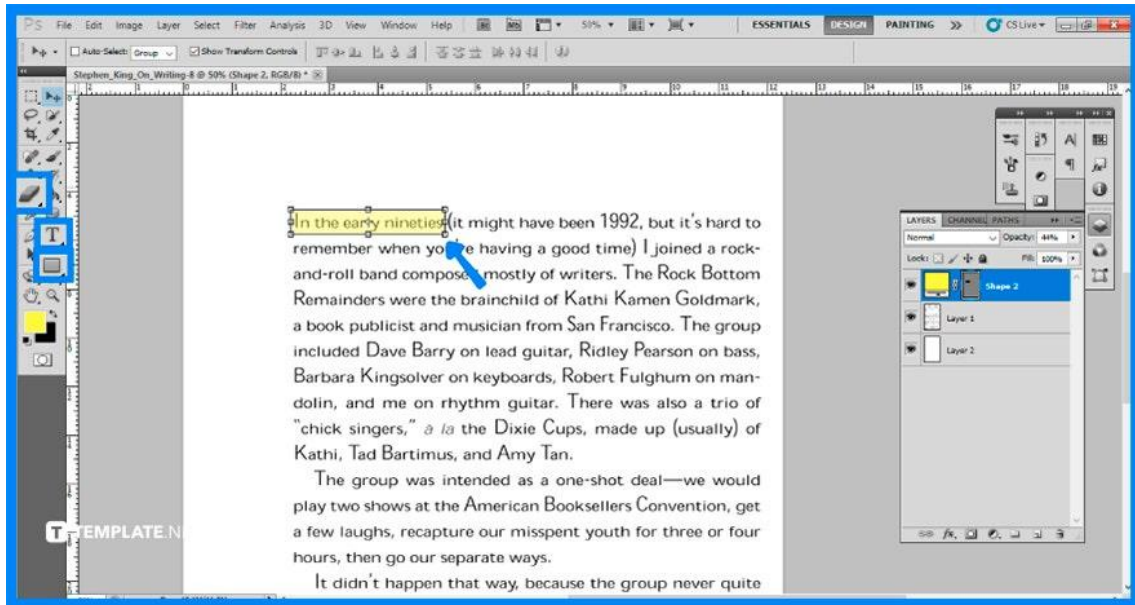 PS File Edit Image Layer Select Filter Analysis 3D View Window Help Br Mb 50% ESSENTIALS DESIGN PAINTING >> CS Live
Auto-Select: Group Show Transform Controls
Stephen_King_On_Writing-8 @ 50% (Shape 2, RGB/8) *
In the early nineties (it might have been 1992, but it's hard to
remember when you're having a good time) I joined a rock-
and-roll band composed mostly of writers. The Rock Bottom
Remainders were the brainchild of Kathi Kamen Goldmark,
a book publicist and musician from San Francisco. The group
included Dave Barry on lead guitar, Ridley Pearson on bass,
Barbara Kingsolver on keyboards, Robert Fulghum on man-
dolin, and me on rhythm guitar. There was also a trio of
"chick singers," à la the Dixie Cups, made up (usually) of
Kathi, Tad Bartimus, and Amy Tan.
The group was intended as a one-shot deal—we would
play two shows at the American Booksellers Convention, get
a few laughs, recapture our misspent youth for three or four
hours, then go our separate ways.
It didn't happen that way, because the group never quite
LAYERS CHANNEL PATHS
Normal Opacity: 44%
Lock: Fill: 100%
Shape 2
Layer 1
Layer 2
fx
T TEMPLATE.N